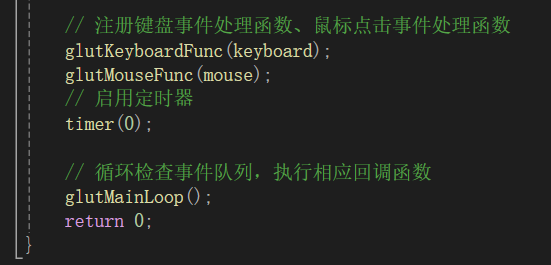 // 注册键盘事件处理函数、鼠标点击事件处理函数
glutKeyboardFunc(keyboard);
glutMouseFunc(mouse);
// 启用定时器
timer(0);
// 循环检查事件队列，执行相应回调函数
glutMainLoop();
return 0;
}